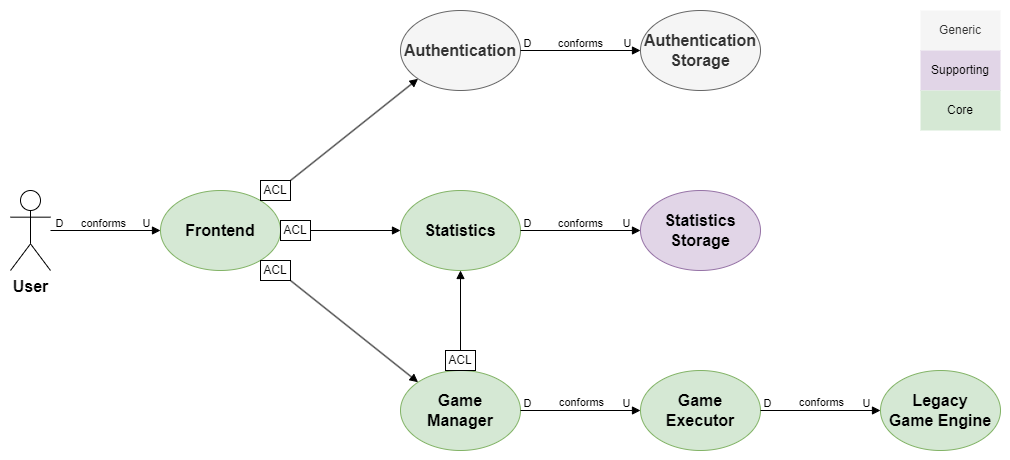 Authentication
D conforms U
Authentication
Storage
Generic
Supporting
Core
ACL
D conforms U
Frontend
ACL
Statistics
D conforms U
Statistics
Storage
User
ACL
ACL
Game
Manager
D conforms U
Game
Executor
D conforms U
Legacy
Game Engine